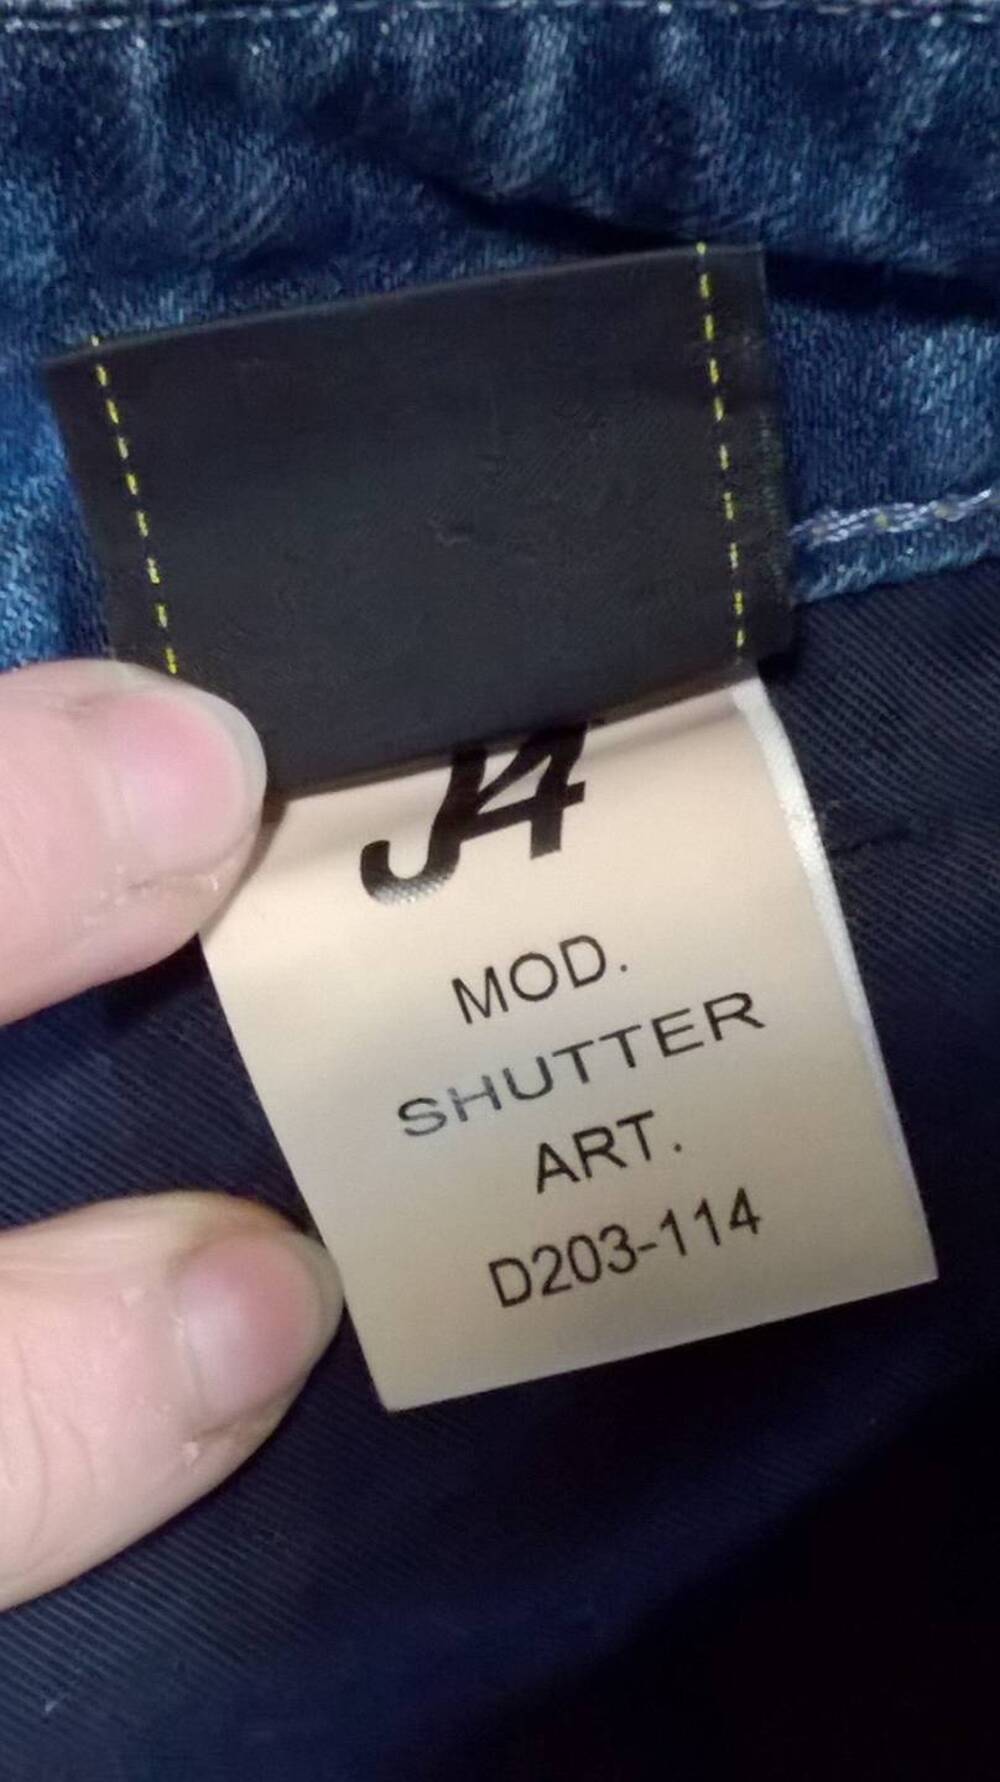 J4
MOD.
SHUTTER
ART.
D203-114